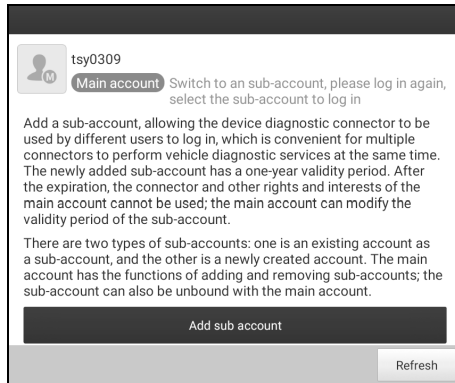 tsy0309
Main account Switch to an sub-account, please log in again,
select the sub-account to log in
M
Add a sub-account, allowing the device diagnostic connector to be
used by different users to log in, which is convenient for multiple
connectors to perform vehicle diagnostic services at the same time.
The newly added sub-account has a one-year validity period. After
the expiration, the connector and other rights and interests of the
main account cannot be used; the main account can modify the
validity period of the sub-account.
There are two types of sub-accounts: one is an existing account as
a sub-account, and the other is a newly created account. The main
account has the functions of adding and removing sub-accounts; the
sub-account can also be unbound with the main account.
Add sub account
Refresh